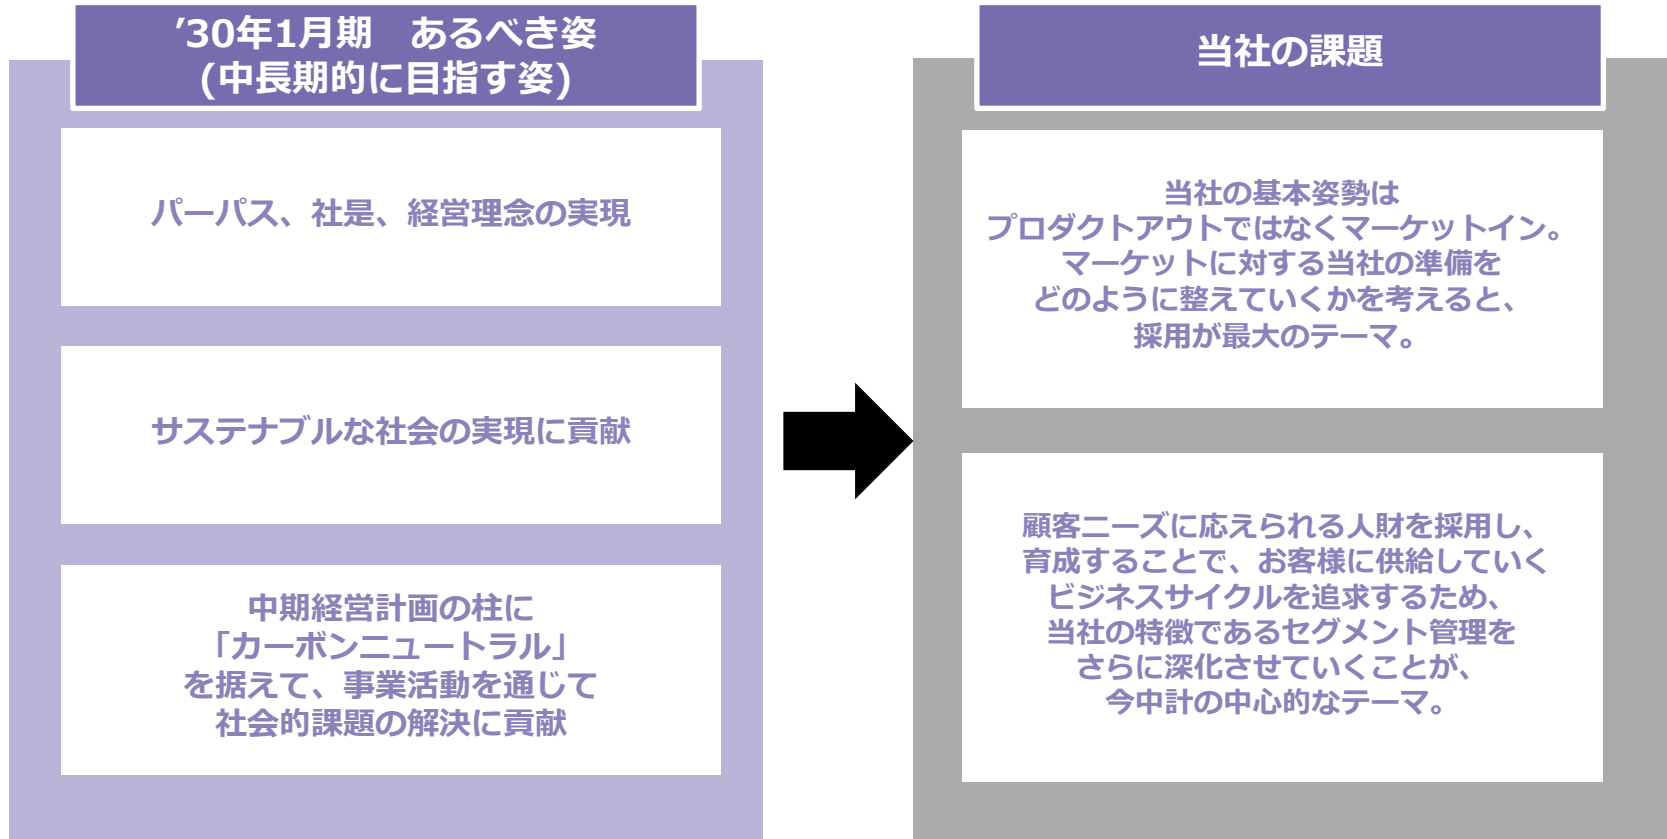 ’30年1月期　あるべき姿
(中長期的に目指す姿)
パーパス、社是、経営理念の実現
サステナブルな社会の実現に貢献
中期経営計画の柱に
「カーボンニュートラル」
を据えて、事業活動を通じて
社会的課題の解決に貢献
当社の課題
当社の基本姿勢は
プロダクトアウトではなくマーケットイン。
マーケットに対する当社の準備を
どのように整えていくかを考えると、
採用が最大のテーマ。
顧客ニーズに応えられる人財を採用し、
育成することで、お客様に供給していく
ビジネスサイクルを追求するため、
当社の特徴であるセグメント管理を
さらに深化させていくことが、
今中計の中心的なテーマ。